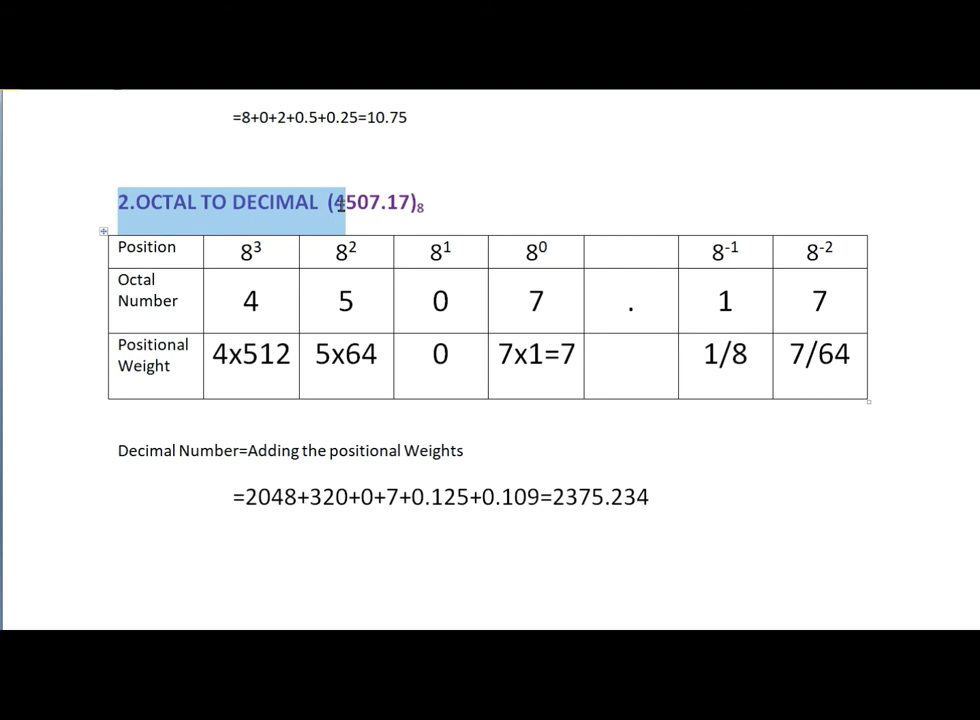 =8+0+2+0.5+0.25=10.75
2.OCTAL TO DECIMAL (4507.17)₈
Position 8³ 8² 8¹ 8⁰ 8⁻¹ 8⁻²
Octal Number 4 5 0 7 . 1 7
Positional Weight 4x512 5x64 0 7x1=7 1/8 7/64
Decimal Number=Adding the positional Weights
=2048+320+0+7+0.125+0.109=2375.234